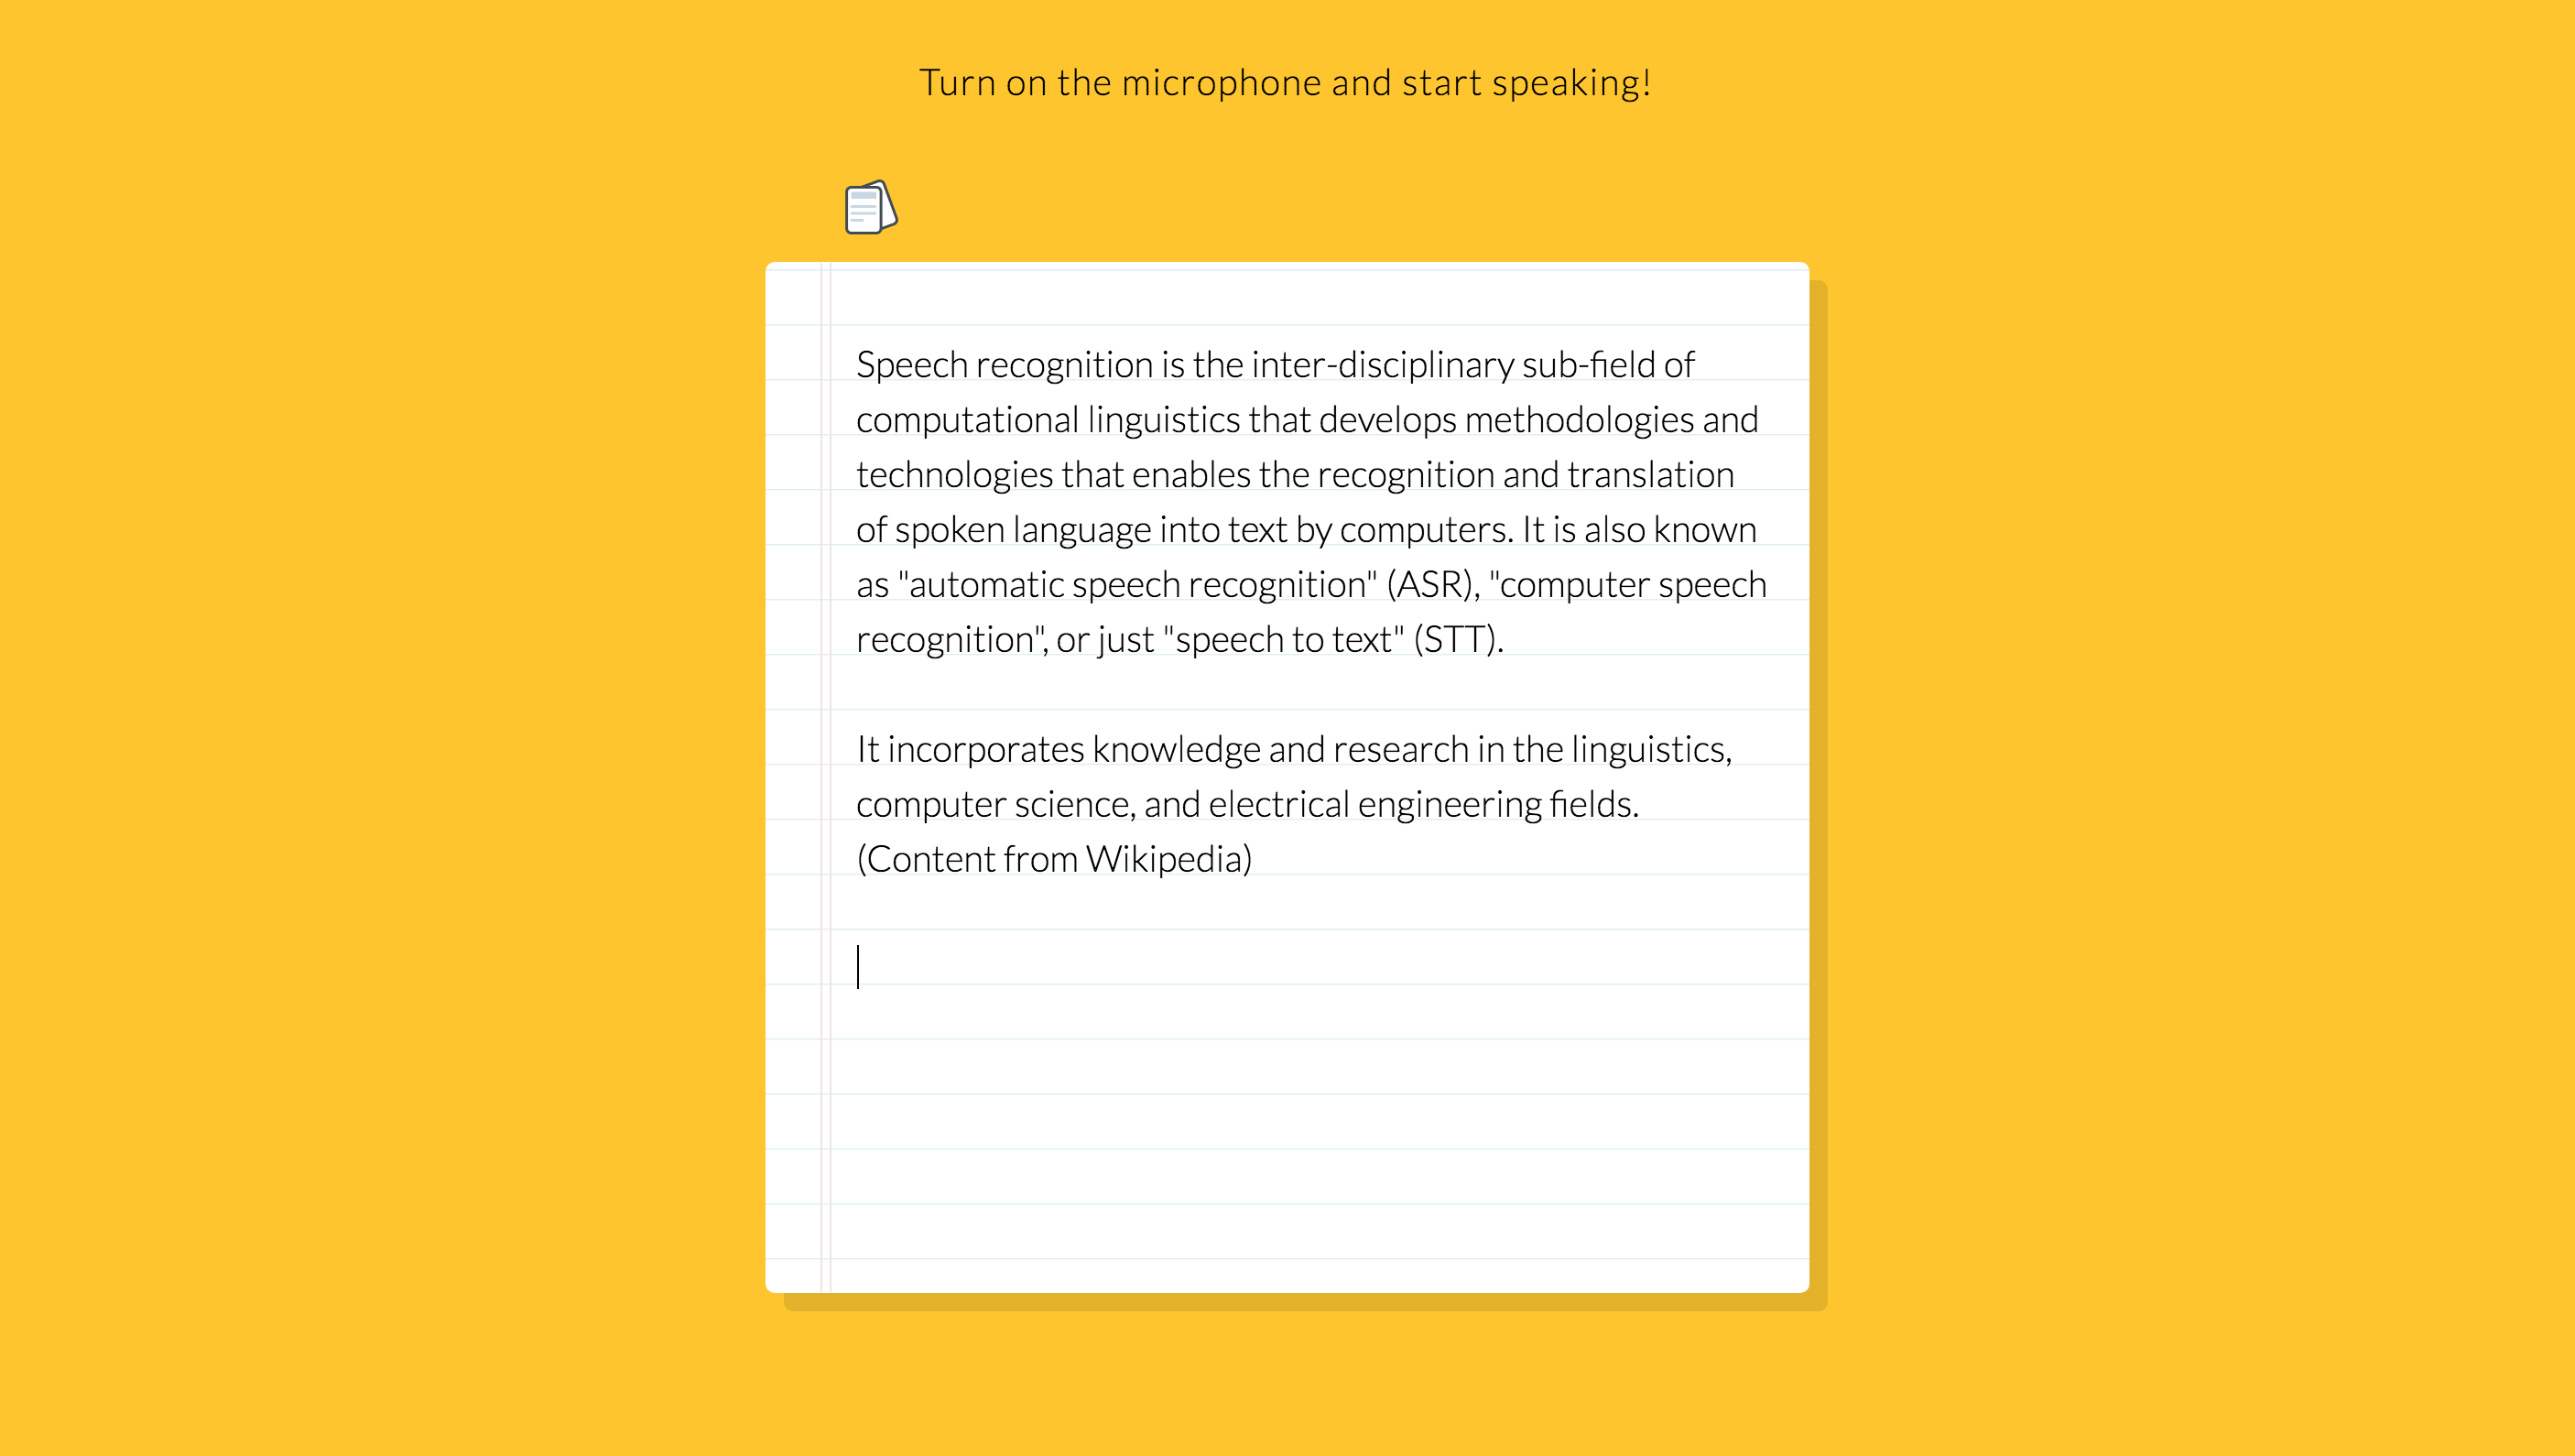 Turn on the microphone and start speaking!
Speech recognition is the inter-disciplinary sub-field of
computational linguistics that develops methodologies and
technologies that enables the recognition and translation
of spoken language into text by computers. It is also known
as "automatic speech recognition" (ASR), "computer speech
recognition", or just "speech to text" (STT).
It incorporates knowledge and research in the linguistics,
computer science, and electrical engineering fields.
(Content from Wikipedia)